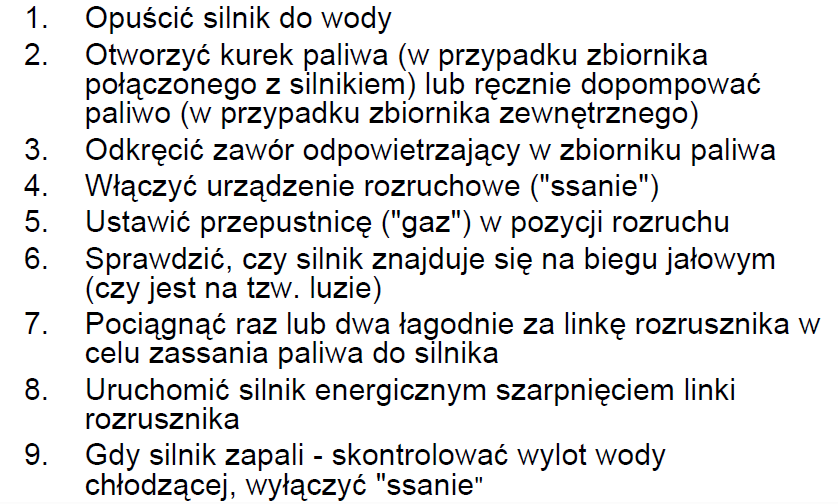 1. Opuścić silnik do wody
2. Otworzyć kurek paliwa (w przypadku zbiornika
połączonego z silnikiem) lub ręcznie dopompować
paliwo (w przypadku zbiornika zewnętrznego)
3. Odkręcić zawór odpowietrzający w zbiorniku paliwa
4. Włączyć urządzenie rozruchowe ("ssanie")
5. Ustawić przepustnicę ("gaz") w pozycji rozruchu
6. Sprawdzić, czy silnik znajduje się na biegu jałowym
(czy jest na tzw. luzie)
7. Pociągnąć raz lub dwa łagodnie za linkę rozrusznika w
celu zassania paliwa do silnika
8. Uruchomić silnik energicznym szarpnięciem linki
rozrusznika
9. Gdy silnik zapali - skontrolować wylot wody
chłodzącej, wyłączyć "ssanie"